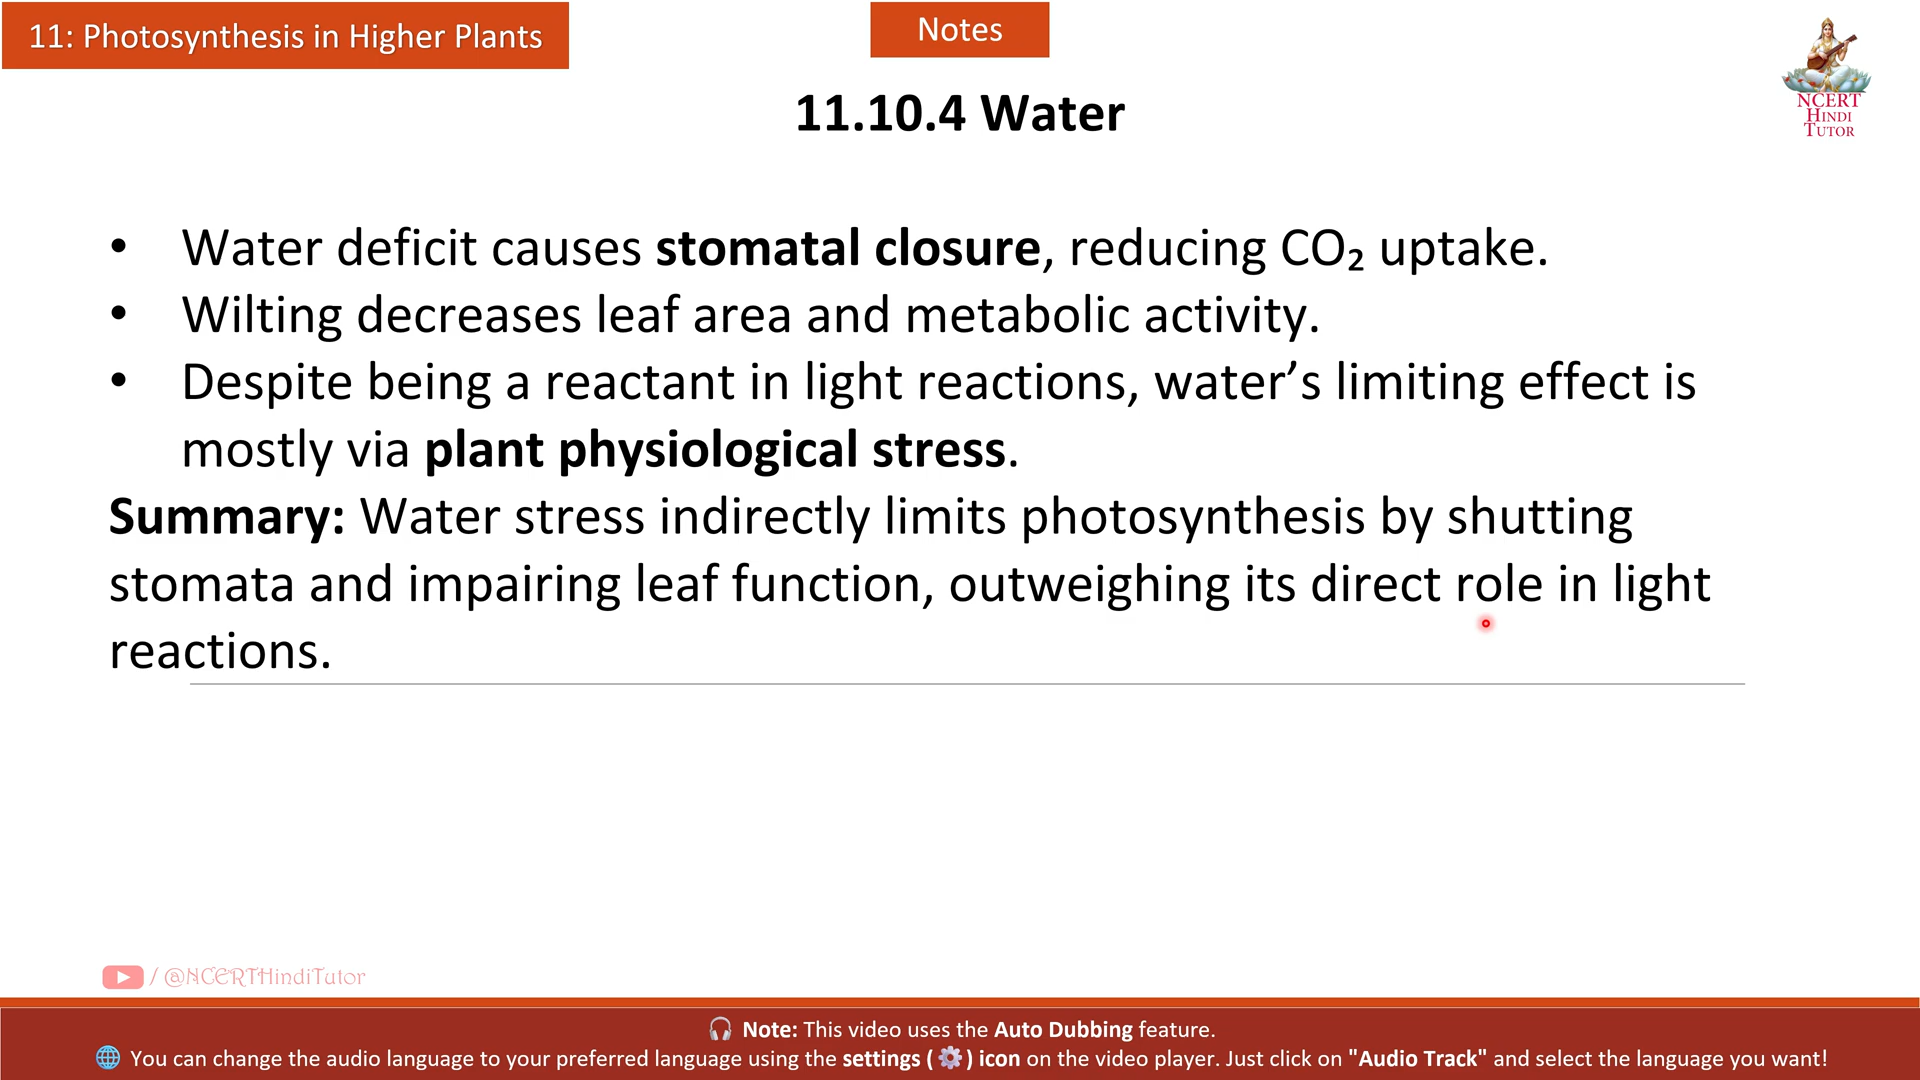 11: Photosynthesis in Higher Plants
Notes
NCERT
HINDI
TUTOR
11.10.4 Water
• Water deficit causes stomatal closure, reducing CO₂ uptake.
• Wilting decreases leaf area and metabolic activity.
• Despite being a reactant in light reactions, water’s limiting effect is
mostly via plant physiological stress.
Summary: Water stress indirectly limits photosynthesis by shutting
stomata and impairing leaf function, outweighing its direct role in light
reactions.
/ @NCERTHindiTutor
Note: This video uses the Auto Dubbing feature.
You can change the audio language to your preferred language using the settings ( ⚙ ) icon on the video player. Just click on "Audio Track" and select the language you want!